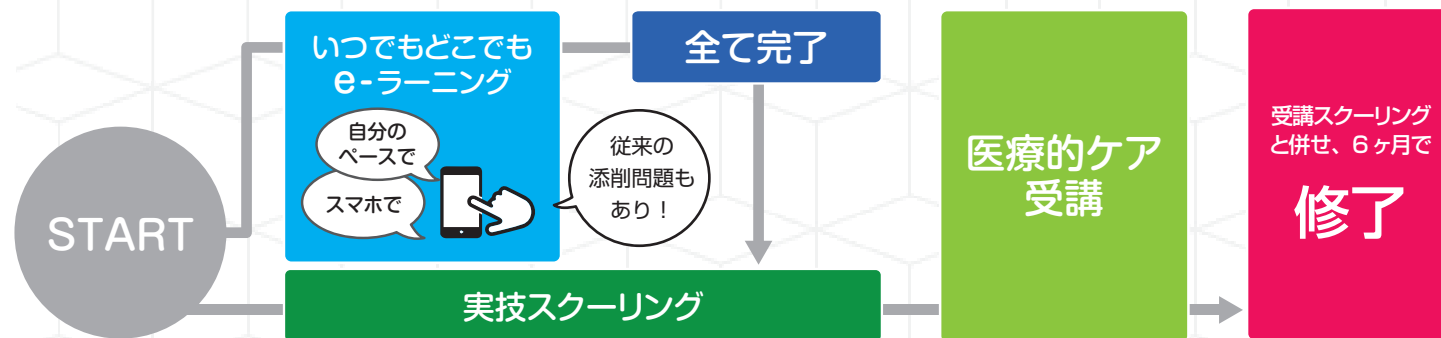 START
いつでもどこでも
e-ラーニング
自分の
ペースで
スマホで
従来の
添削問題も
あり！
全て完了
実技スクーリング
医療的ケア
受講
受講スクーリング
と併せ、６ヶ月で
修了